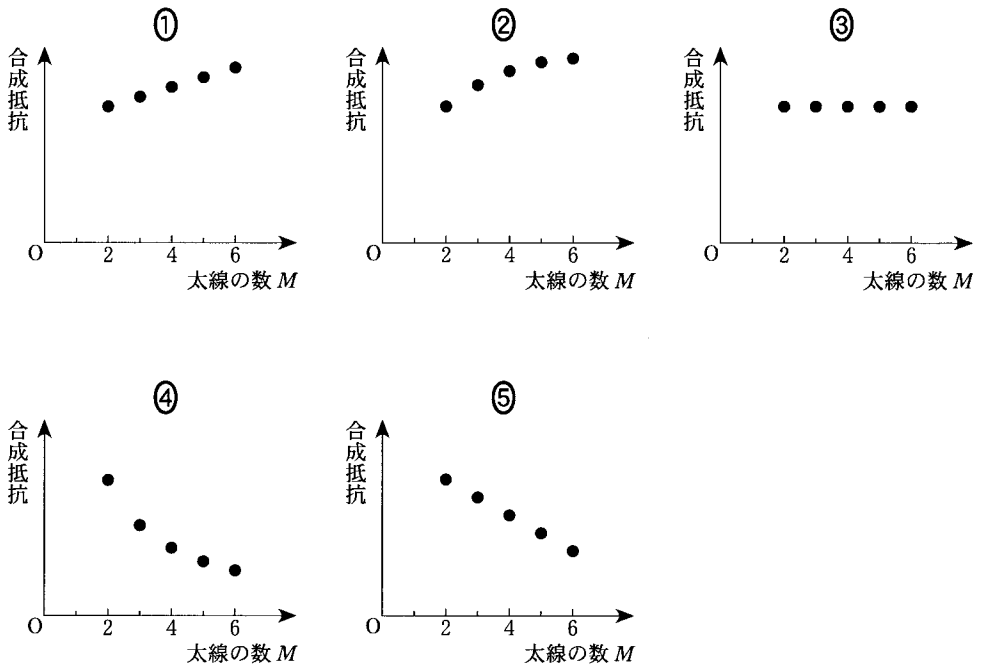 ①
合成抵抗
O 2 4 6
太線の数 M
②
合成抵抗
O 2 4 6
太線の数 M
③
合成抵抗
O 2 4 6
太線の数 M
④
合成抵抗
O 2 4 6
太線の数 M
⑤
合成抵抗
O 2 4 6
太線の数 M